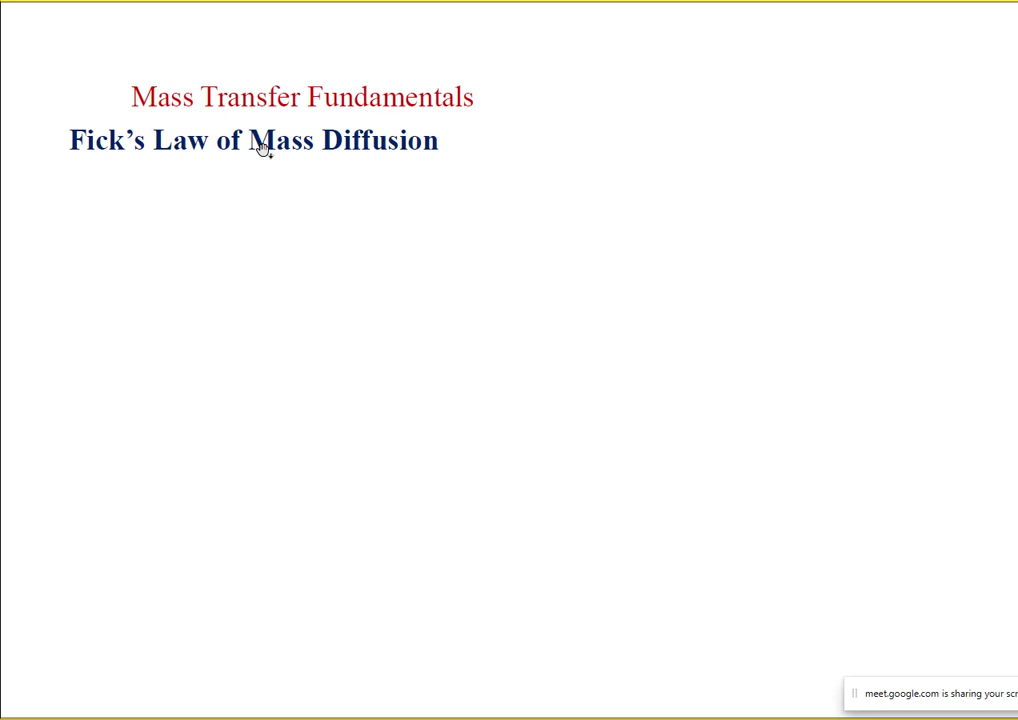 Mass Transfer Fundamentals
Fick’s Law of Mass Diffusion
meet.google.com is sharing your scr